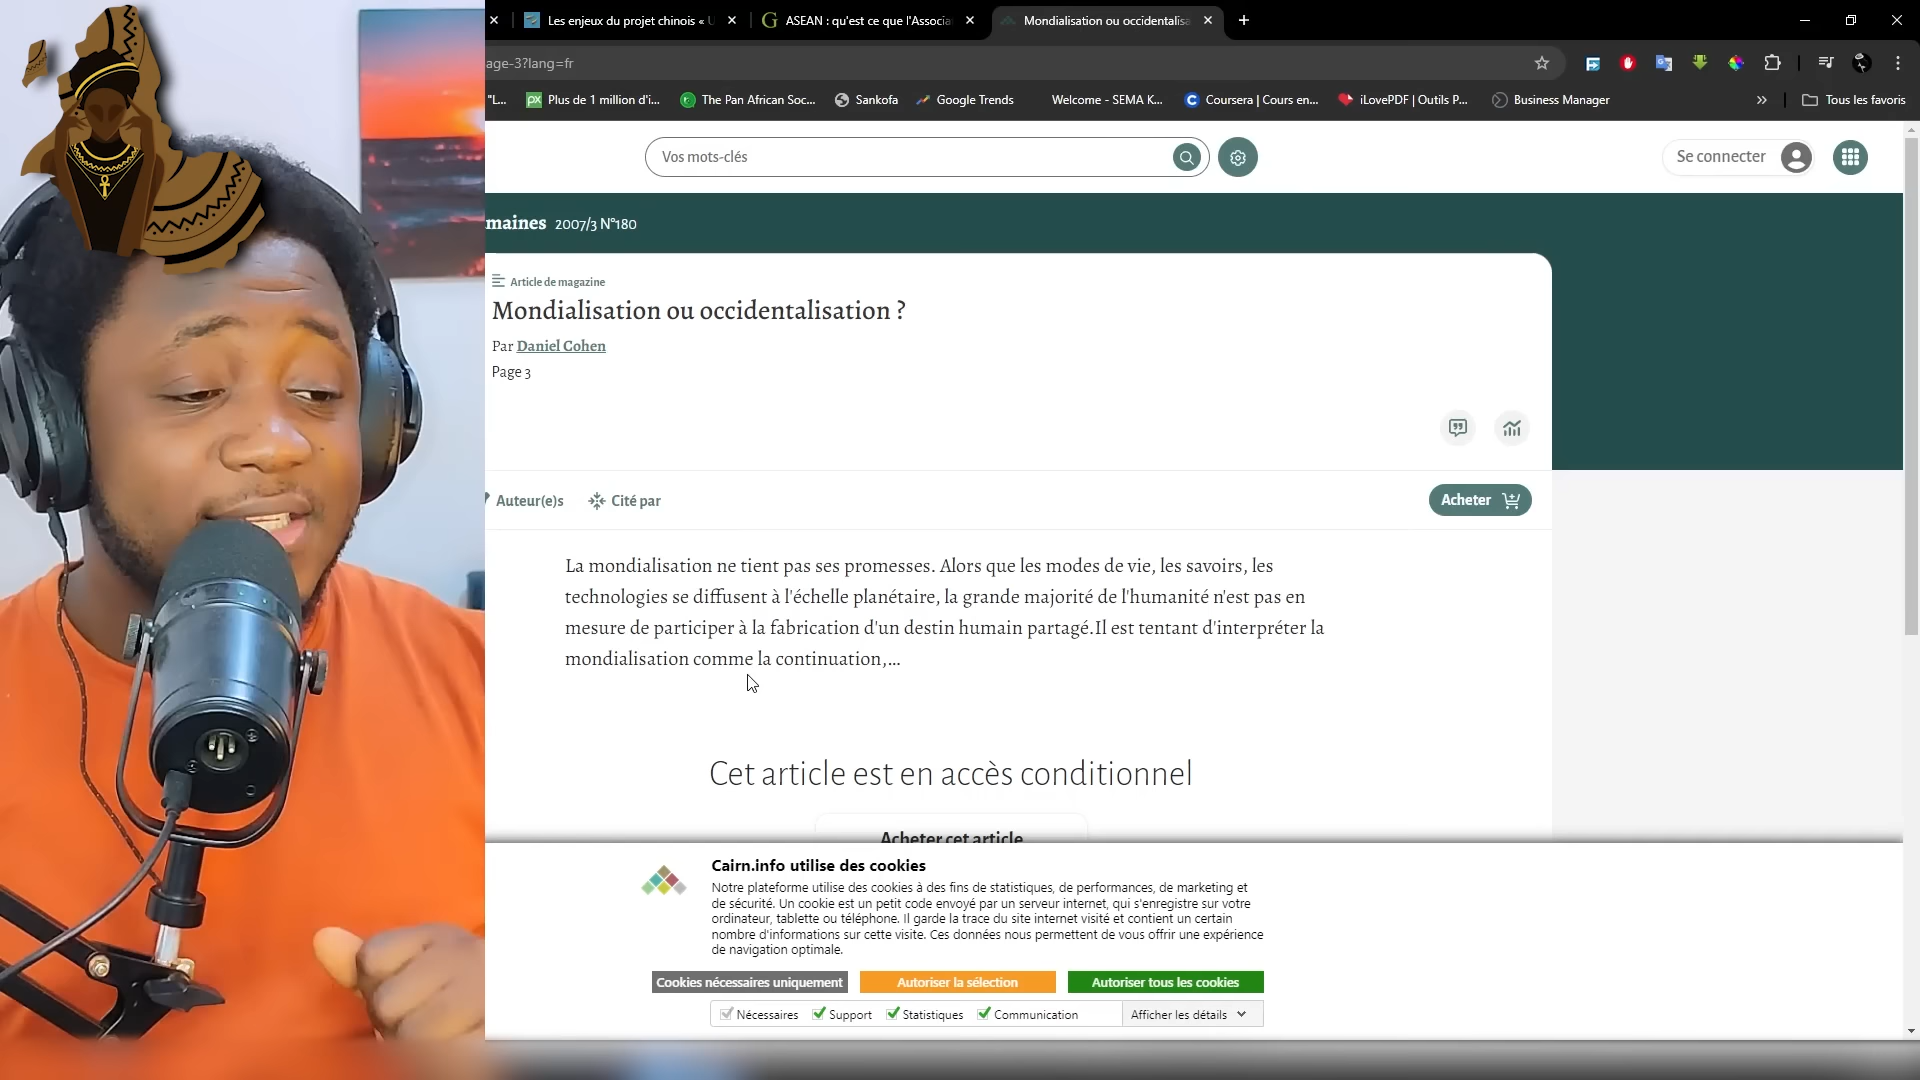 Les enjeux du projet chinois « U
ASEAN : qu'est ce que l'Associa
Mondialisation ou occidentalisa
age-3?lang=fr
"L...
Plus de 1 million d'i...
The Pan African Soc...
Sankofa
Google Trends
Welcome - SEMA K...
Coursera | Cours en...
iLovePDF | Outils P...
Business Manager
Tous les favoris
Vos mots-clés
Se connecter
maines 2007/3 N°180
Article de magazine
Mondialisation ou occidentalisation ?
Par Daniel Cohen
Page 3
Auteur(e)s
Cité par
Acheter
La mondialisation ne tient pas ses promesses. Alors que les modes de vie, les savoirs, les
technologies se diffusent à l'échelle planétaire, la grande majorité de l'humanité n'est pas en
mesure de participer à la fabrication d'un destin humain partagé.Il est tentant d'interpréter la
mondialisation comme la continuation,...
Cet article est en accès conditionnel
Acheter cet article
Cairn.info utilise des cookies
Notre plateforme utilise des cookies à des fins de statistiques, de performances, de marketing et
de sécurité. Un cookie est un petit code envoyé par un serveur internet, qui s'enregistre sur votre
ordinateur, tablette ou téléphone. Il garde la trace du site internet visité et contient un certain
nombre d'informations sur cette visite. Ces données nous permettent de vous offrir une expérience
de navigation optimale.
Cookies nécessaires uniquement
Autoriser la sélection
Autoriser tous les cookies
Nécessaires
Support
Statistiques
Communication
Afficher les détails